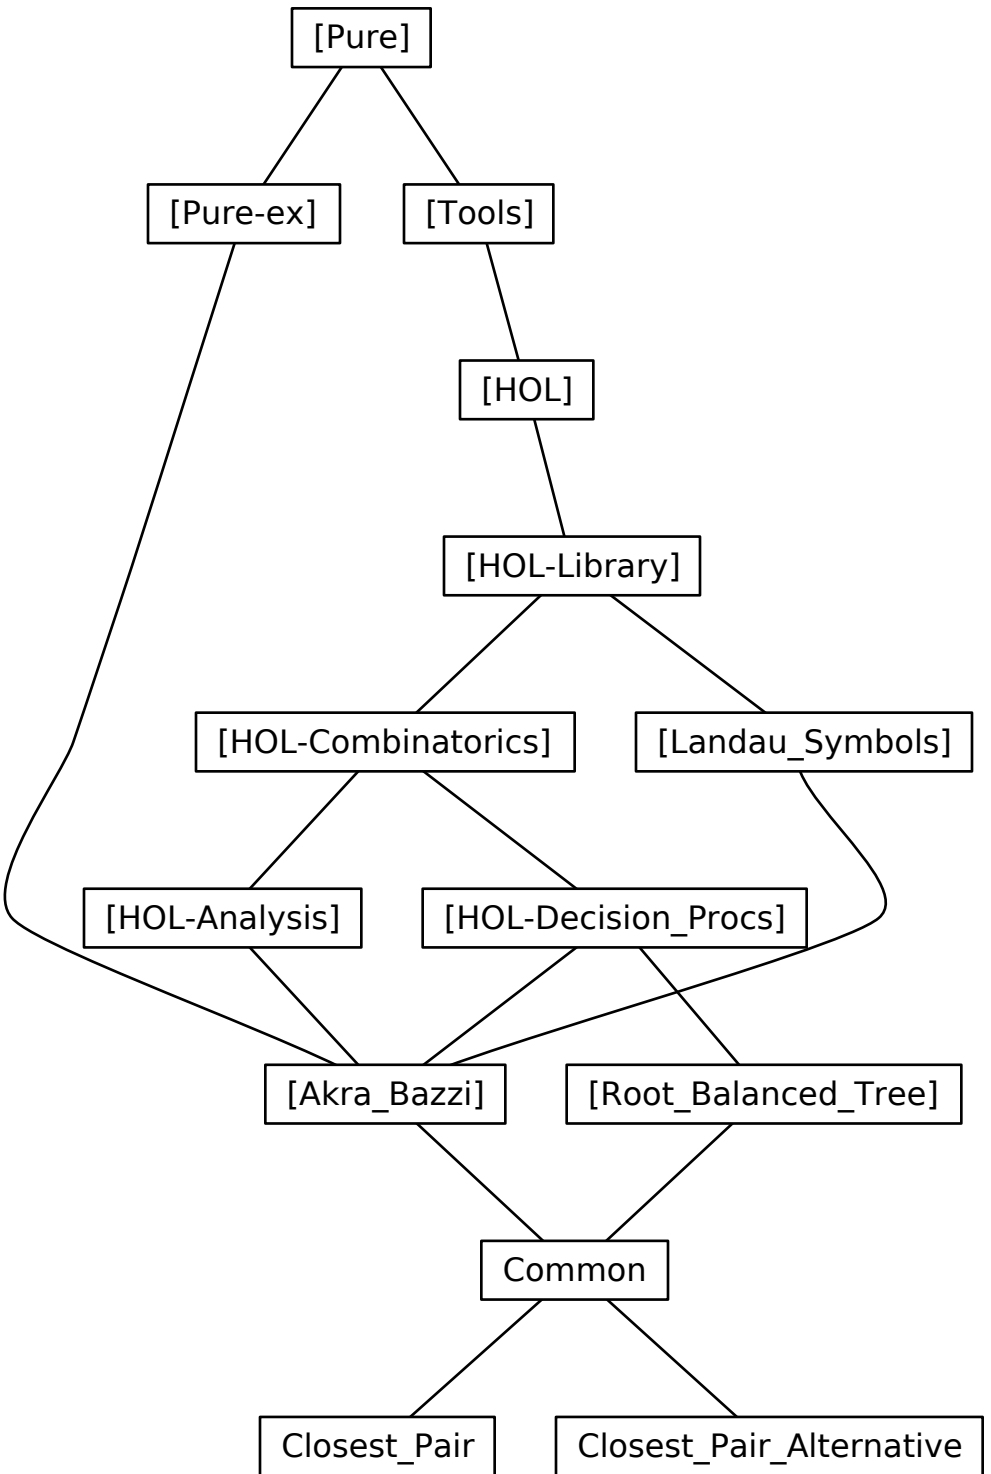 [Pure]
[Pure-ex]
[Tools]
[HOL]
[HOL-Library]
[HOL-Combinatorics]
[Landau_Symbols]
[HOL-Analysis]
[HOL-Decision_Procs]
[Akra_Bazzi]
[Root_Balanced_Tree]
Common
Closest_Pair
Closest_Pair_Alternative